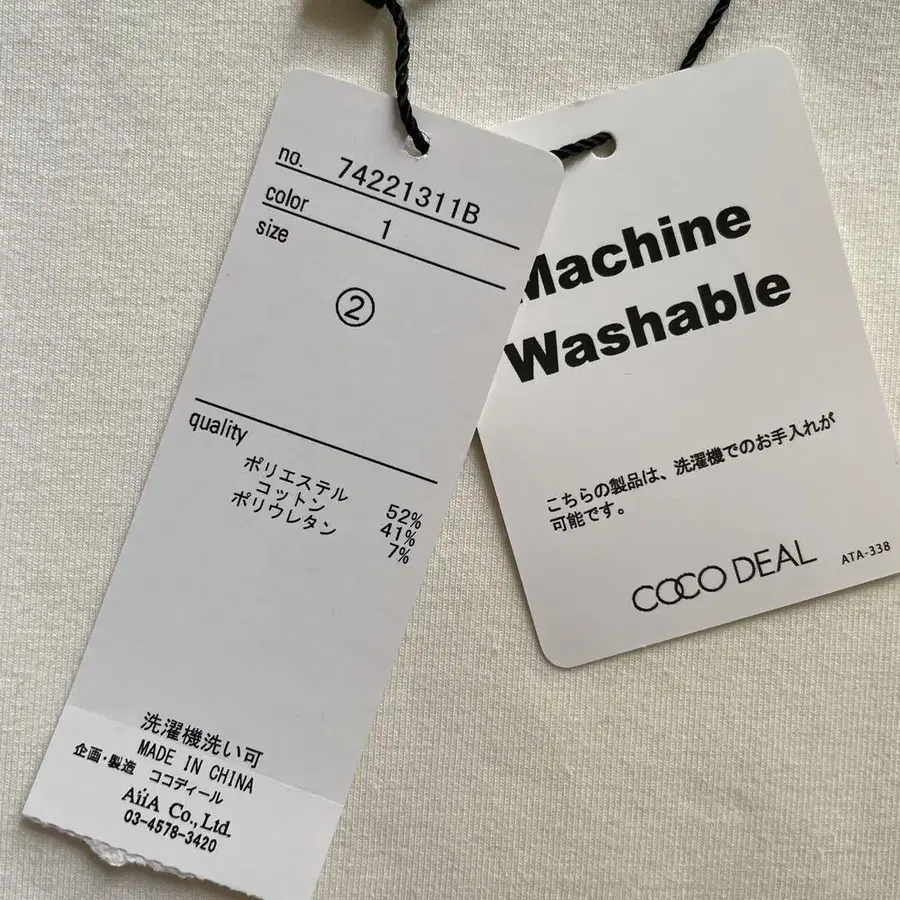 no. 74221311B
color 1
size
②
quality
ポリエステル 52%
コットン 41%
ポリウレタン 7%
洗濯機洗い可
MADE IN CHINA
企画・製造 ココディール
AiiA Co.,Ltd.
03-4578-3420
Machine
Washable
こちらの製品は、洗濯機でのお手入れが
可能です。
COCO DEAL ATA-338